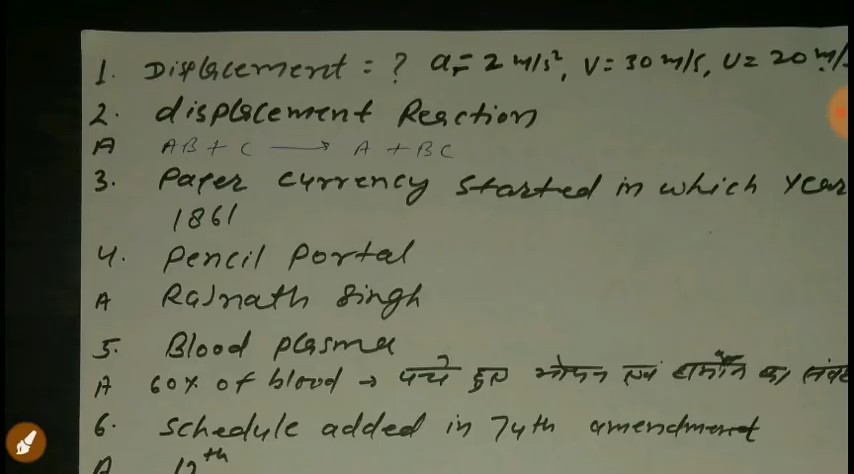 1. Displacement = ? a = 2 m/s², V = 30 m/s, U = 20 m/s
2. displacement Reaction
A AB + C → A + BC
3. Paper currency started in which year
1861
4. Pencil Portal
A Rajnath Singh
5. Blood plasma
A 60% of blood → पचे हुए भोजन एवं हार्मोन का
6. Schedule added in 74th amendment
A 12th